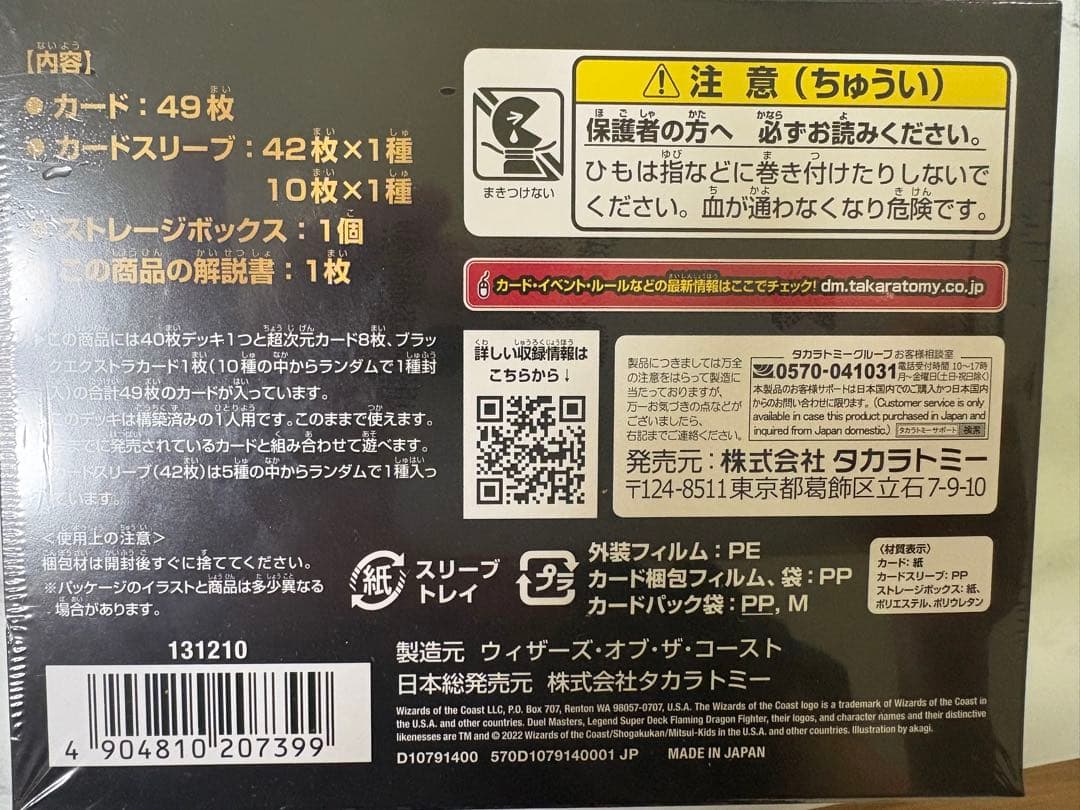 【内容】
カード：49枚
カードスリーブ：42枚×1種
10枚×1種
ストレージボックス：1個
この商品の解説書：1枚
この商品には40枚デッキ1つと超次元カード8枚、ブラッ
クエクストラカード1枚(10種の中からランダムで1種封
の合計49枚のカードが入っています。
デッキは構築済みの1人用です。このままで使えます。
でに発売されているカードと組み合わせて遊べます。
ードスリーブ(42枚)は5種の中からランダムで1種入っ
ています。
＜使用上の注意＞
梱包材は開封後すぐに捨ててください。
※パッケージのイラストと商品は多少異なる
場合があります。
131210
4 904810 207399
まきつけない
注意(ちゅうい)
保護者の方へ 必ずお読みください。
ひもは指などに巻き付けたりしないで
ください。血が通わなくなり危険です。
カード・イベント・ルールなどの最新情報はここでチェック! dm.takaratomy.co.jp
詳しい収録情報は
こちらから↓
製品につきましては万全
の注意をはらって製造に
当たっておりますが、
万一お気づきの点などが
ございましたら、
右記までご連絡ください。
タカラトミーグループ お客様相談室
0570-041031 電話受付時間 10〜17時
月〜金曜日(土・日・祝日除く)
本製品のお客様サポートは日本国内でのご購入かつ日本国内
からのお問い合わせに限ります。(Customer service is only
available in case this product purchased in Japan and
inquired from Japan domestic.) タカラトミーサポート 検索
発売元：株式会社 タカラトミー
〒124-8511 東京都葛飾区立石7-9-10
紙 スリーブ
トレイ
プラ
外装フィルム：PE
カード梱包フィルム、袋：PP
カードパック袋：PP, M
〈材質表示〉
カード：紙
カードスリーブ：PP
ストレージボックス：紙、
ポリエステル、ポリウレタン
製造元 ウィザーズ・オブ・ザ・コースト
日本総発売元 株式会社タカラトミー
Wizards of the Coast LLC, P.O. Box 707, Renton WA 98057-0707, U.S.A. The Wizards of the Coast logo is a trademark of Wizards of the Coast in
the U.S.A. and other countries. Duel Masters, Legend Super Deck Flaming Dragon Fighter, their logos, and character names and their distinctive
likenesses are TM and © 2022 Wizards of the Coast/Shogakukan/Mitsui-Kids in the U.S.A. and other countries. Illustration by akagi.
D10791400 570D1079140001 JP MADE IN JAPAN